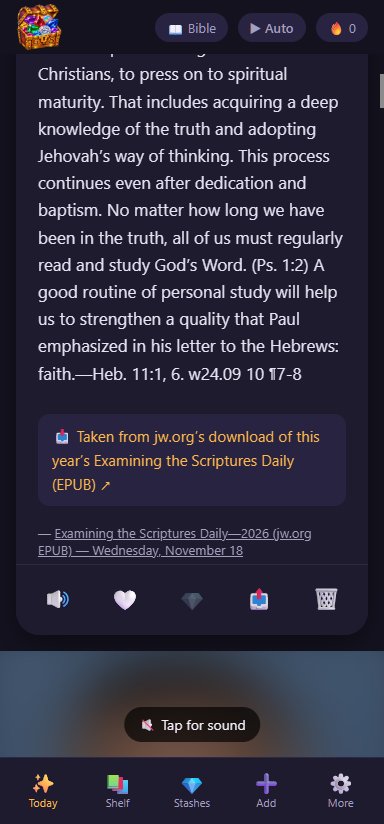 Bible
Auto
0
Christians, to press on to spiritual
maturity. That includes acquiring a deep
knowledge of the truth and adopting
Jehovah’s way of thinking. This process
continues even after dedication and
baptism. No matter how long we have
been in the truth, all of us must regularly
read and study God’s Word. (Ps. 1:2) A
good routine of personal study will help
us to strengthen a quality that Paul
emphasized in his letter to the Hebrews:
faith.—Heb. 11:1, 6. w24.09 10 ¶7-8
Taken from jw.org’s download of this
year’s Examining the Scriptures Daily
(EPUB) ↗
— Examining the Scriptures Daily—2026 (jw.org
EPUB) — Wednesday, November 18
Tap for sound
Today
Shelf
Stashes
Add
More